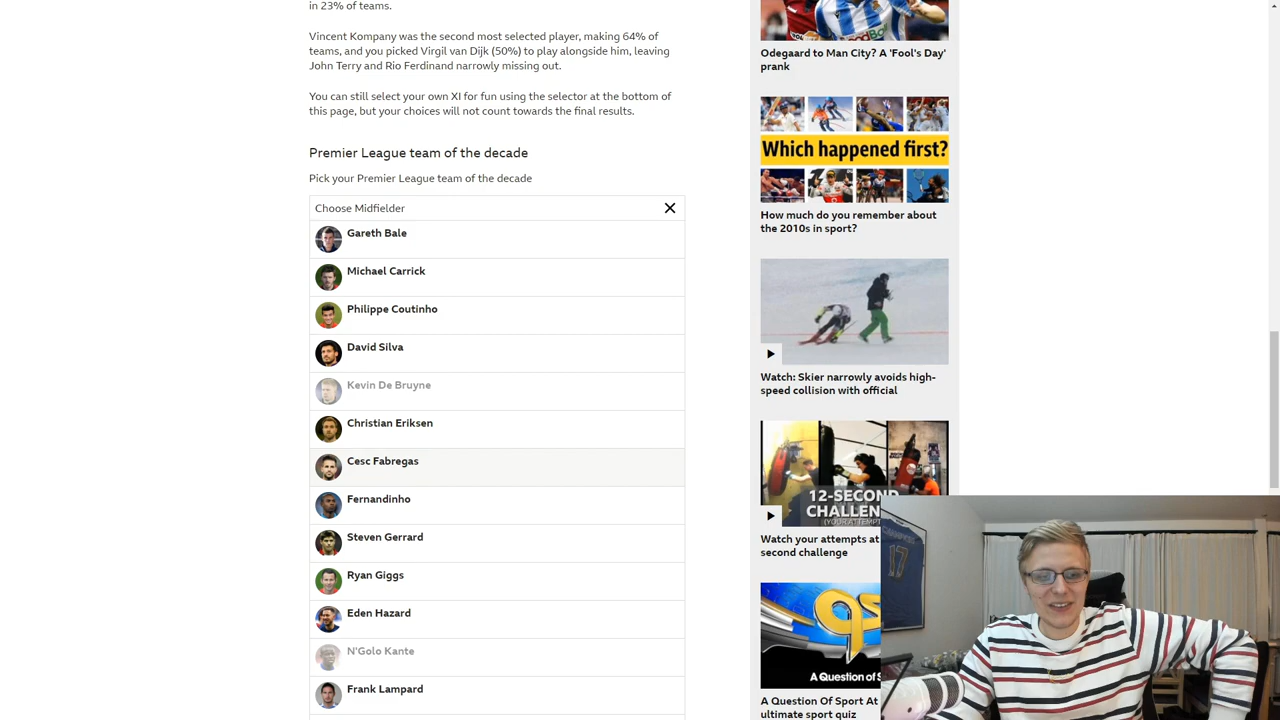 in 23% of teams.
Vincent Kompany was the second most selected player, making 64% of
teams, and you picked Virgil van Dijk (50%) to play alongside him, leaving
John Terry and Rio Ferdinand narrowly missing out.
You can still select your own XI for fun using the selector at the bottom of
this page, but your choices will not count towards the final results.
Premier League team of the decade
Pick your Premier League team of the decade
Choose Midfielder
Gareth Bale
Michael Carrick
Philippe Coutinho
David Silva
Kevin De Bruyne
Christian Eriksen
Cesc Fabregas
Fernandinho
Steven Gerrard
Ryan Giggs
Eden Hazard
N'Golo Kante
Frank Lampard
Odegaard to Man City? A 'Fool's Day'
prank
Which happened first?
How much do you remember about
the 2010s in sport?
Watch: Skier narrowly avoids high-
speed collision with official
12-SECOND
CHALLEN
(YOUR ATTEMPT
Watch your attempts at
second challenge
QS
A Question of S
A Question Of Sport At
ultimate sport quiz
17